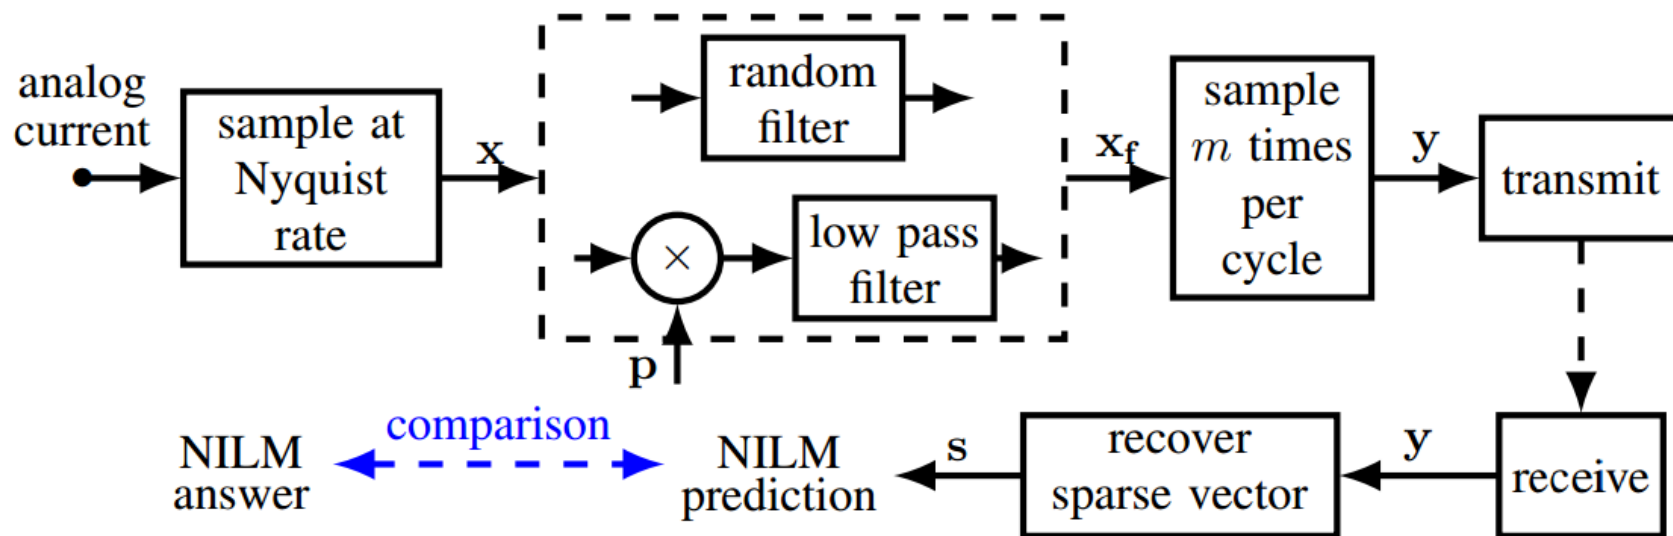 analog
current
sample at
Nyquist
rate
x
random
filter
×
low pass
filter
p
x_f
sample
m times
per
cycle
y
transmit
receive
y
recover
sparse vector
s
NILM
prediction
comparison
NILM
answer